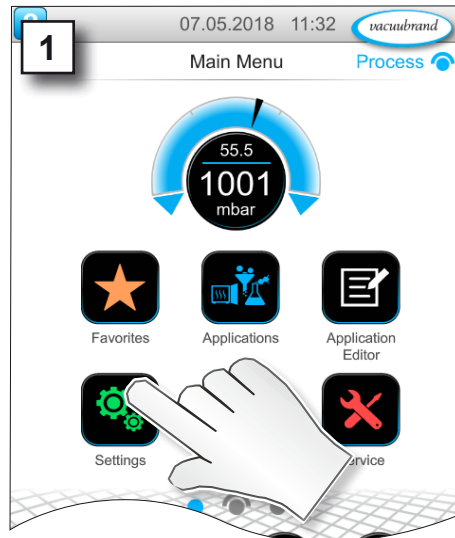 07.05.2018 11:32 vacuubrand
1
Main Menu Process
55.5
1001
mbar
Favorites Applications Application
Editor
Settings rvice